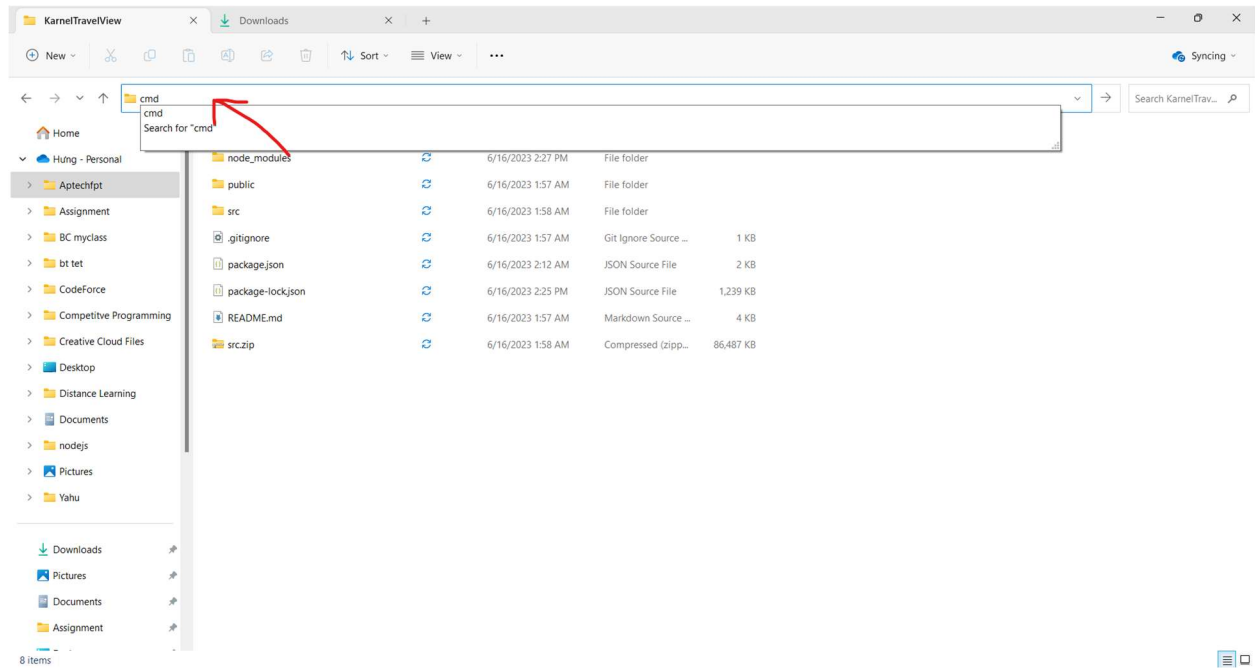 KarnelTravelView
Downloads
New
Sort
View
Syncing
cmd
Search KarnelTrav...
cmd
Search for "cmd"
Home
Hưng - Personal
Aptechfpt
Assignment
BC myclass
bt tet
CodeForce
Competitve Programming
Creative Cloud Files
Desktop
Distance Learning
Documents
nodejs
Pictures
Yahu
Downloads
Pictures
Documents
Assignment
node_modules 6/16/2023 2:27 PM File folder
public 6/16/2023 1:57 AM File folder
src 6/16/2023 1:58 AM File folder
.gitignore 6/16/2023 1:57 AM Git Ignore Source ... 1 KB
package.json 6/16/2023 2:12 AM JSON Source File 2 KB
package-lock.json 6/16/2023 2:25 PM JSON Source File 1,239 KB
README.md 6/16/2023 1:57 AM Markdown Source ... 4 KB
src.zip 6/16/2023 1:58 AM Compressed (zipp... 86,487 KB
8 items